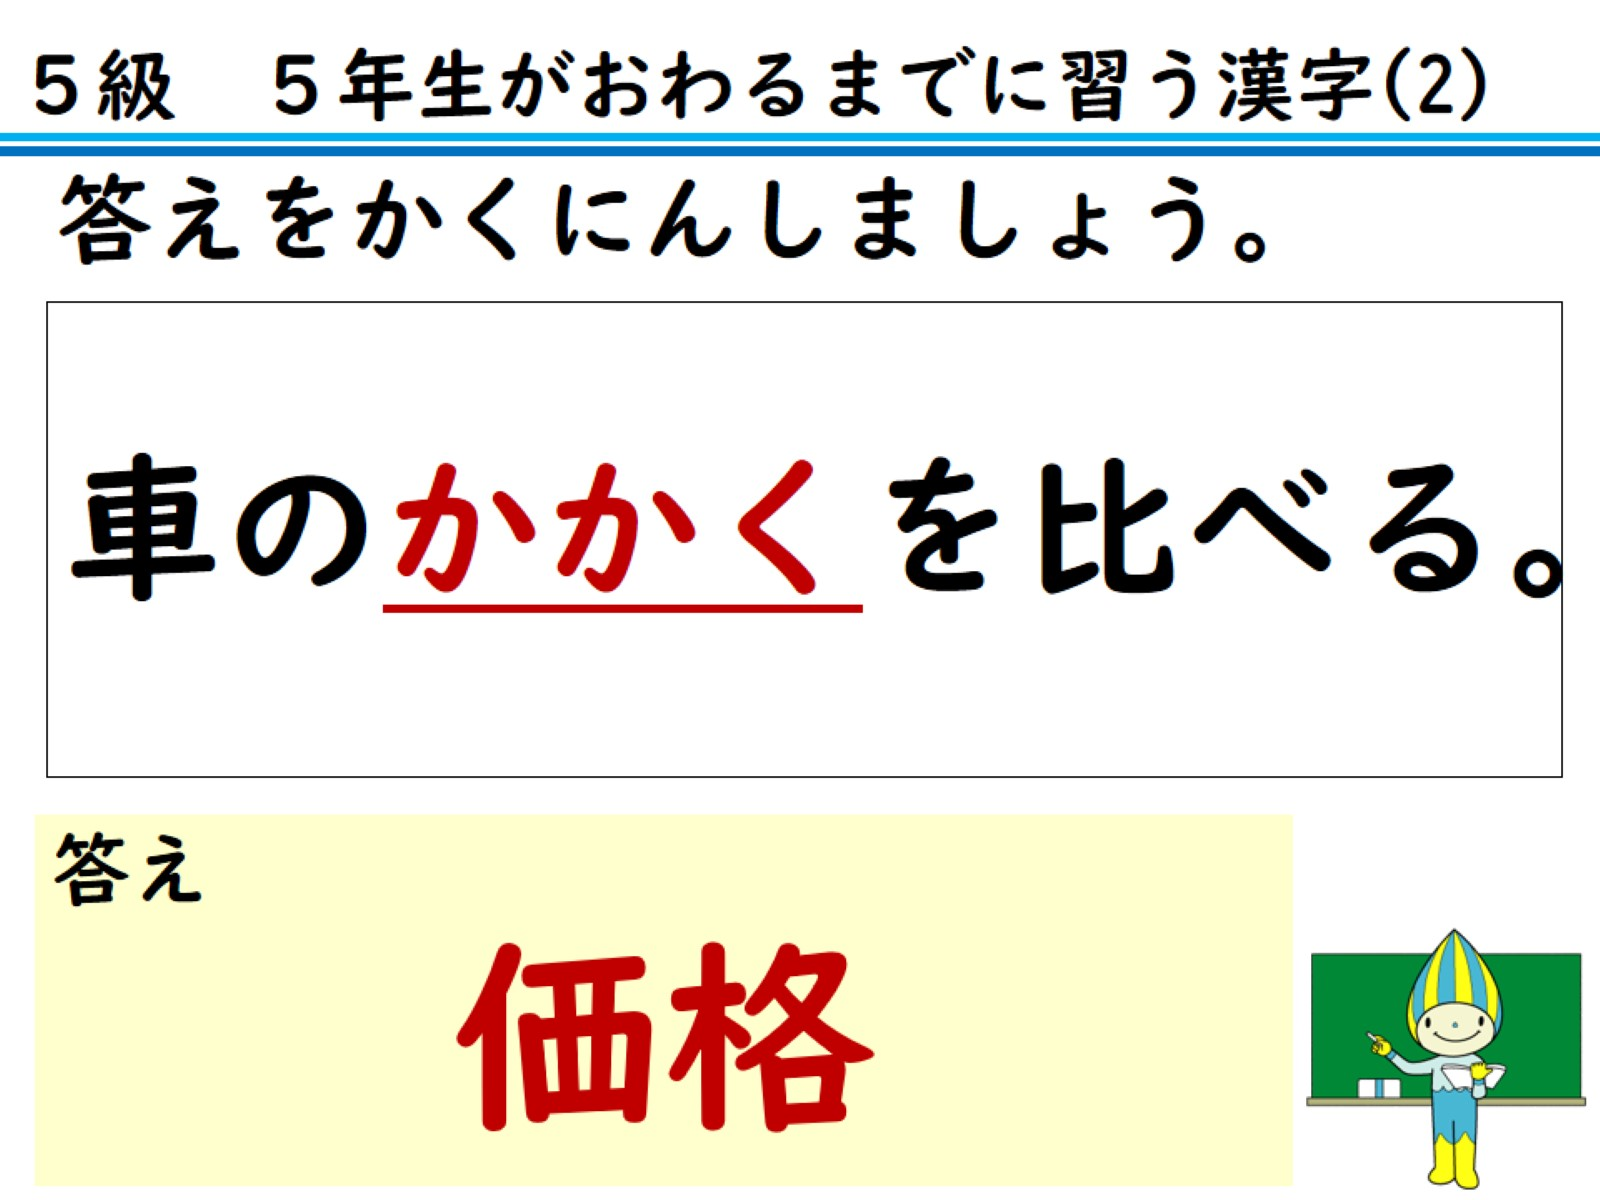 ５級　５年生がおわるまでに習う漢字(2)
答えをかくにんしましょう。
車のかかくを比べる。
答え
価格